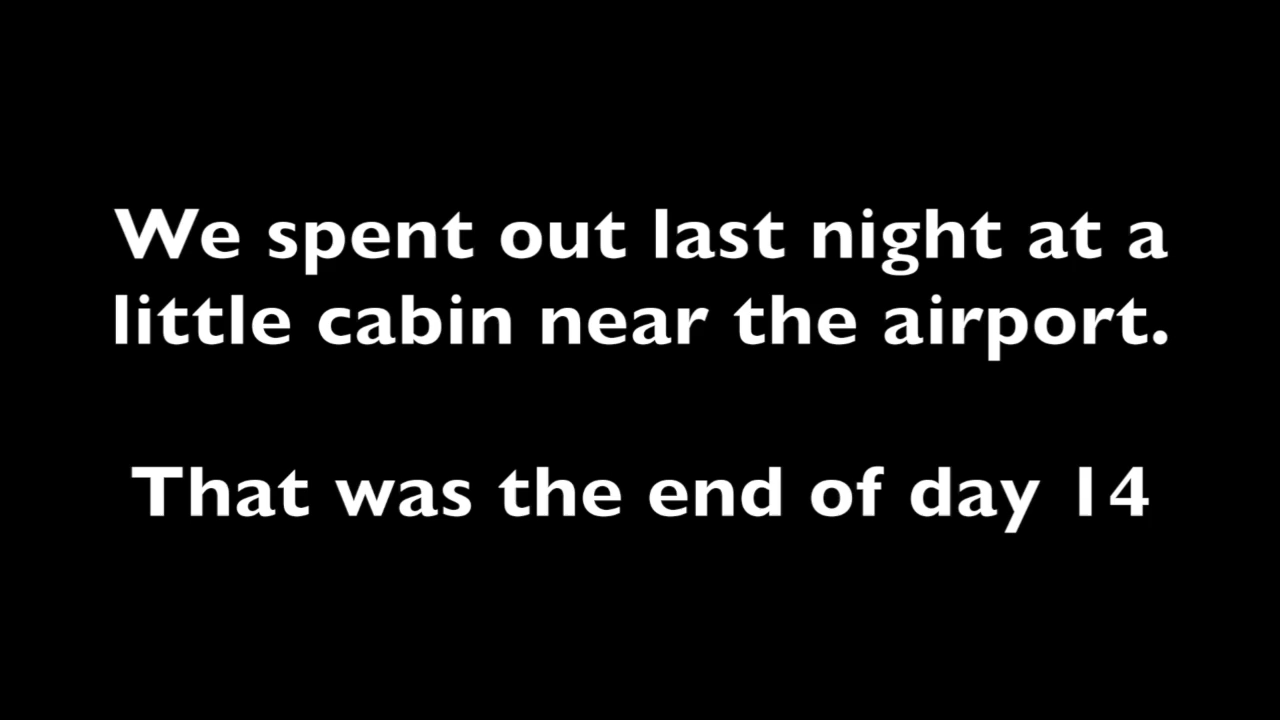 We spent out last night at a
little cabin near the airport.
That was the end of day 14